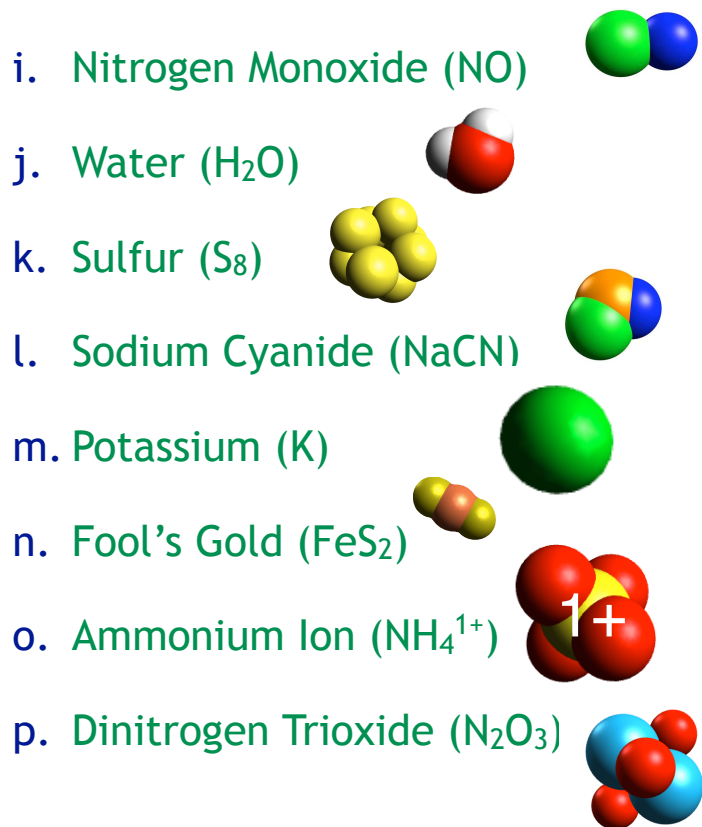 i. Nitrogen Monoxide (NO)
j. Water (H₂O)
k. Sulfur (S₈)
l. Sodium Cyanide (NaCN)
m. Potassium (K)
n. Fool’s Gold (FeS₂)
o. Ammonium Ion (NH₄¹⁺)
1+
p. Dinitrogen Trioxide (N₂O₃)